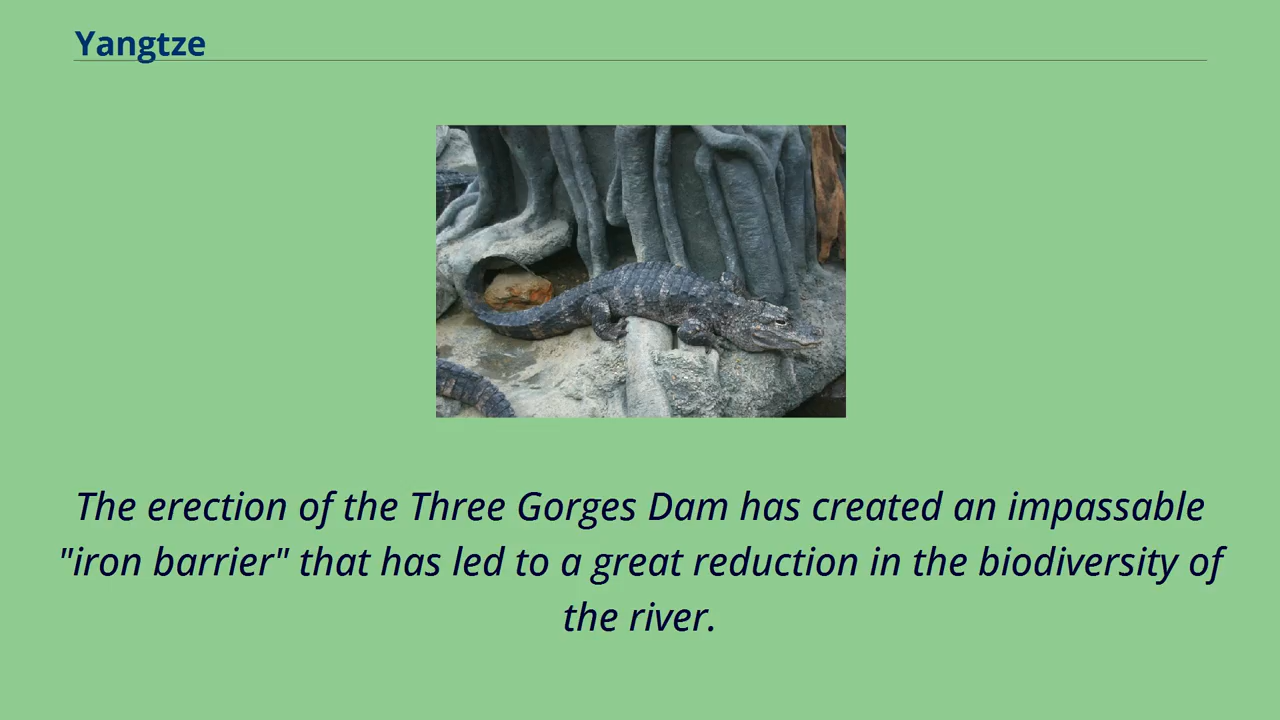 Yangtze
The erection of the Three Gorges Dam has created an impassable
"iron barrier" that has led to a great reduction in the biodiversity of
the river.